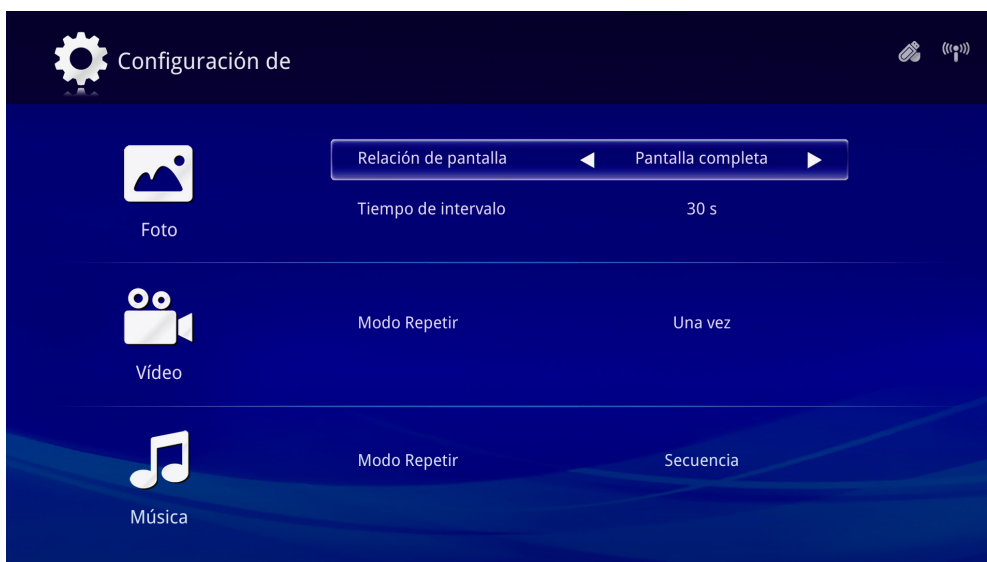 Configuración de
Relación de pantalla Pantalla completa
Tiempo de intervalo 30 s
Foto
Modo Repetir Una vez
Vídeo
Modo Repetir Secuencia
Música